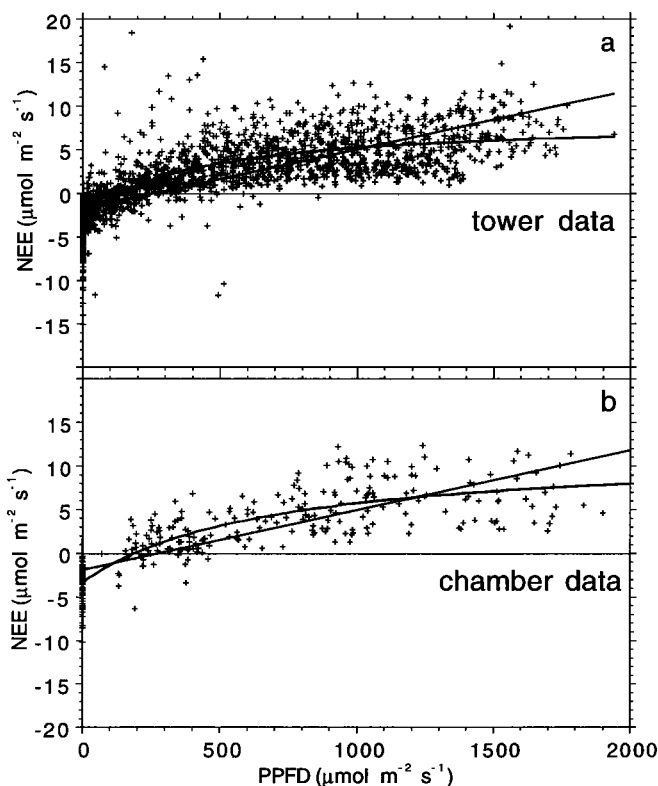 20
a
15
10
5
0
-5
-10
-15
NEE (μmol m⁻² s⁻¹)
tower data
b
15
10
5
0
-5
-10
-15
-20
NEE (μmol m⁻² s⁻¹)
chamber data
0 500 1000 1500 2000
PPFD (μmol m⁻² s⁻¹)